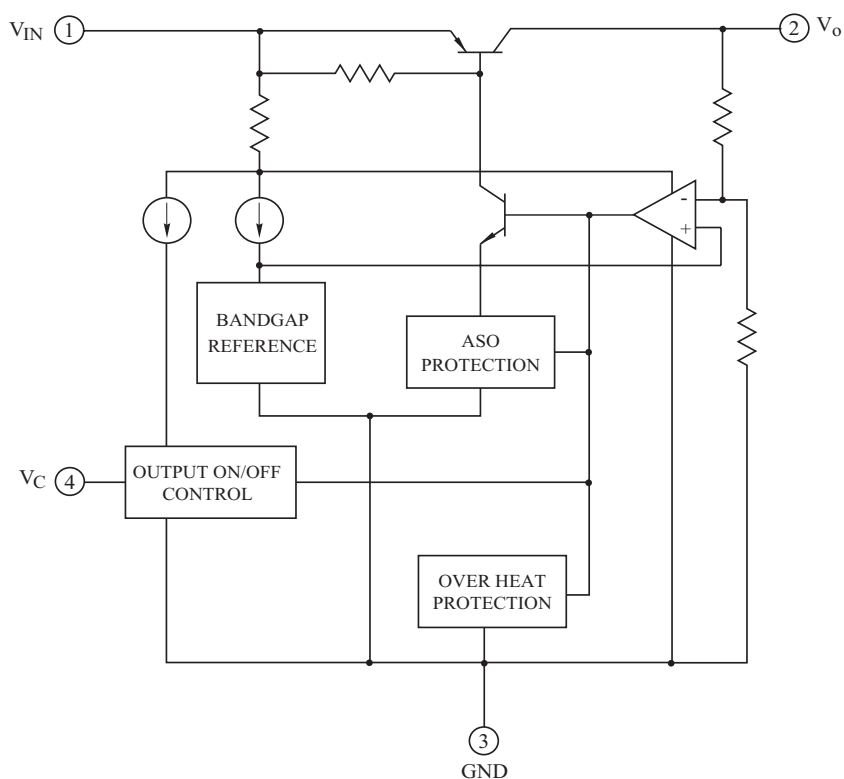 VIN 1
2 Vo
-
+
BANDGAP
REFERENCE
ASO
PROTECTION
VC 4
OUTPUT ON/OFF
CONTROL
OVER HEAT
PROTECTION
3
GND